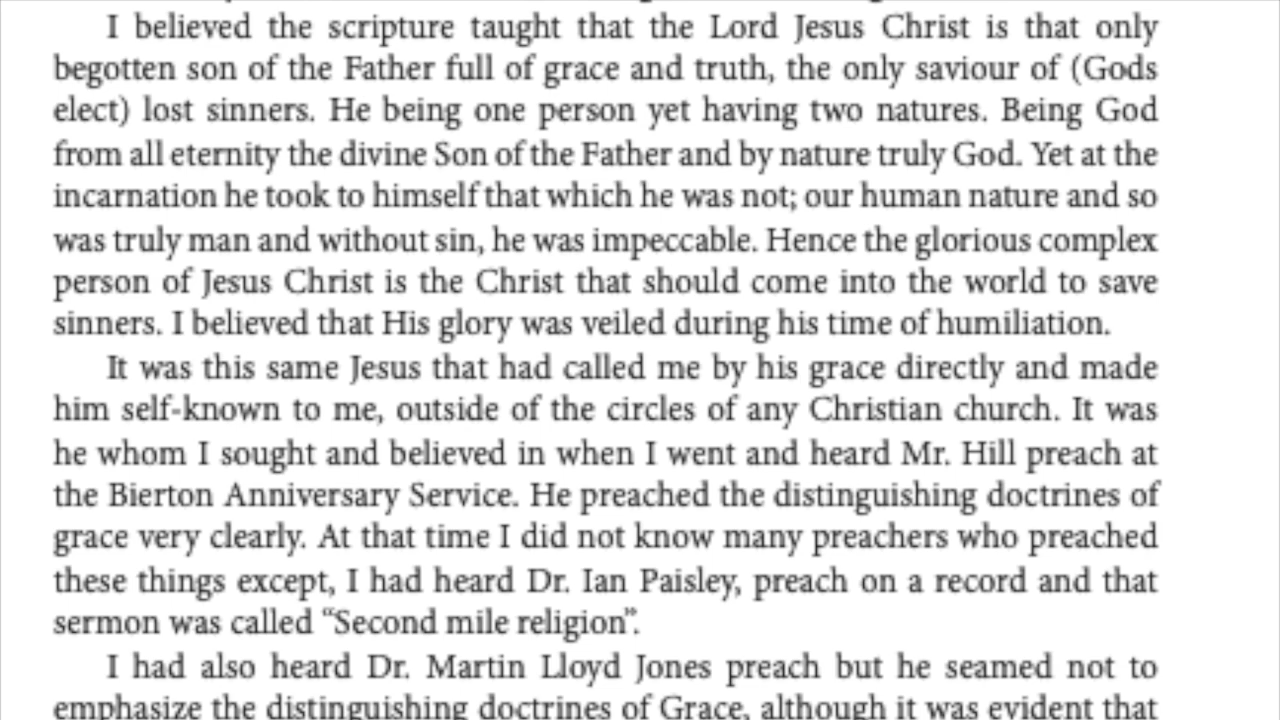 I believed the scripture taught that the Lord Jesus Christ is that only
begotten son of the Father full of grace and truth, the only saviour of (Gods
elect) lost sinners. He being one person yet having two natures. Being God
from all eternity the divine Son of the Father and by nature truly God. Yet at the
incarnation he took to himself that which he was not; our human nature and so
was truly man and without sin, he was impeccable. Hence the glorious complex
person of Jesus Christ is the Christ that should come into the world to save
sinners. I believed that His glory was veiled during his time of humiliation.
It was this same Jesus that had called me by his grace directly and made
him self-known to me, outside of the circles of any Christian church. It was
he whom I sought and believed in when I went and heard Mr. Hill preach at
the Bierton Anniversary Service. He preached the distinguishing doctrines of
grace very clearly. At that time I did not know many preachers who preached
these things except, I had heard Dr. Ian Paisley, preach on a record and that
sermon was called “Second mile religion”.
I had also heard Dr. Martin Lloyd Jones preach but he seamed not to
emphasize the distinguishing doctrines of Grace, although it was evident that